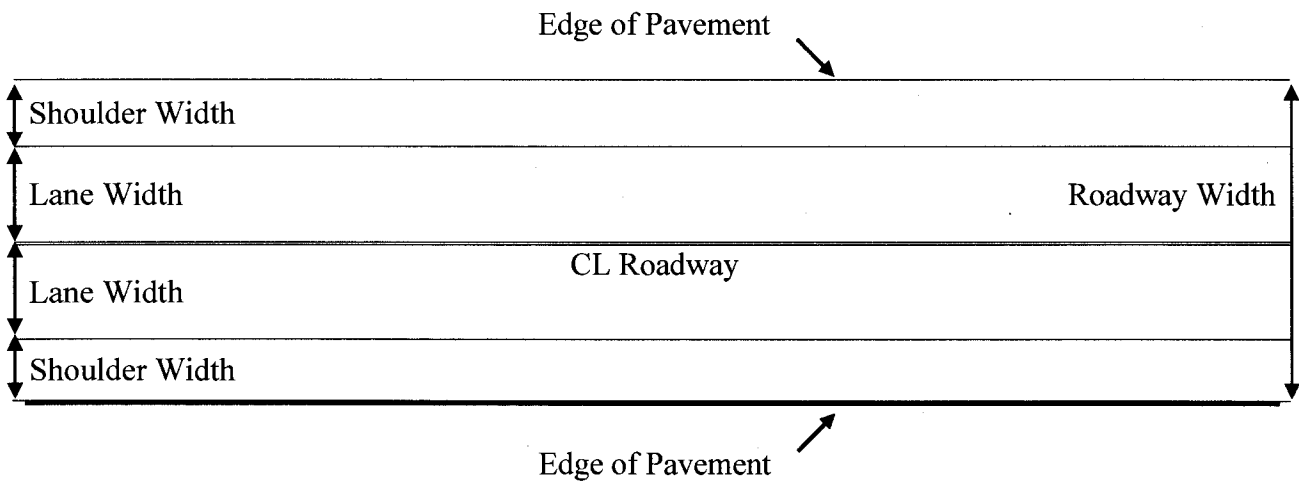 Edge of Pavement
Shoulder Width
Lane Width
Roadway Width
CL Roadway
Lane Width
Shoulder Width
Edge of Pavement